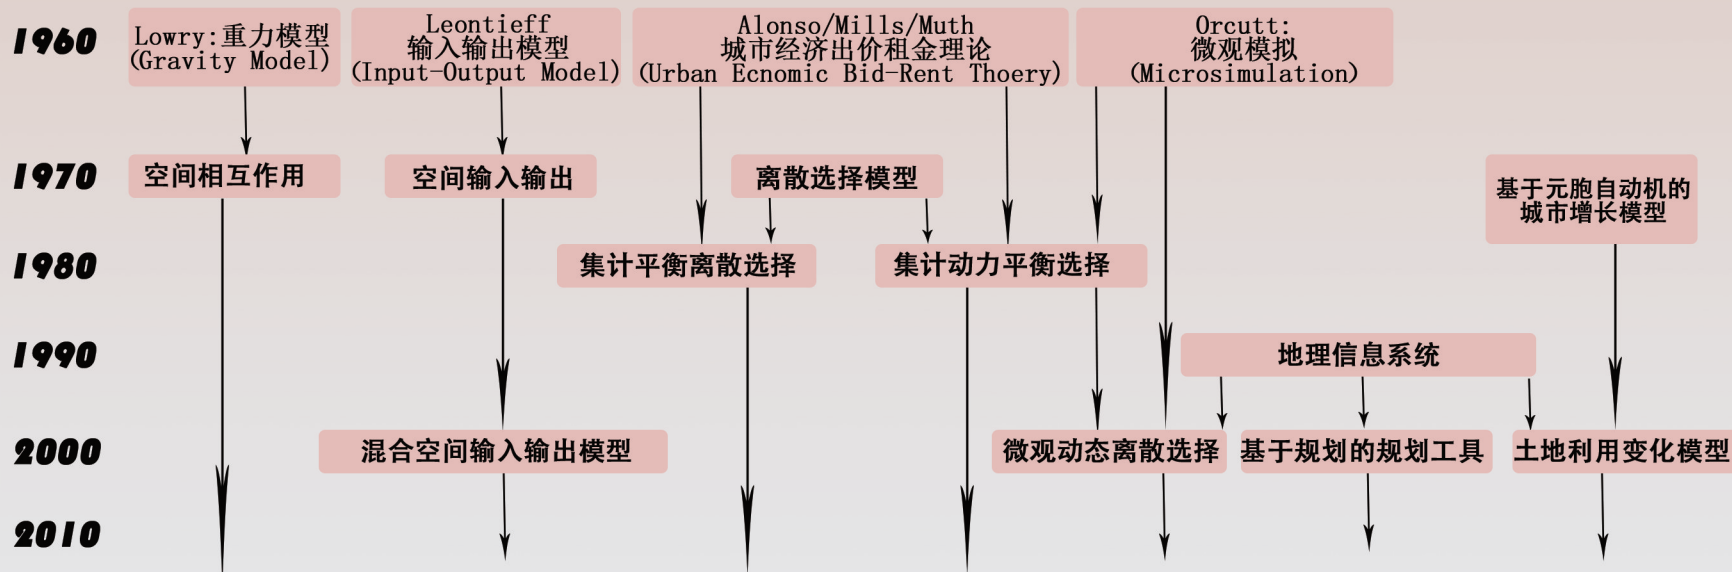 1960
Lowry:重力模型
(Gravity Model)
Leontieff
输入输出模型
(Input-Output Model)
Alonso/Mills/Muth
城市经济出价租金理论
(Urban Ecnomic Bid-Rent Thoery)
Orcutt:
微观模拟
(Microsimulation)
1970
空间相互作用
空间输入输出
离散选择模型
基于元胞自动机的
城市增长模型
1980
集计平衡离散选择
集计动力平衡选择
1990
地理信息系统
2000
混合空间输入输出模型
微观动态离散选择
基于规划的规划工具
土地利用变化模型
2010